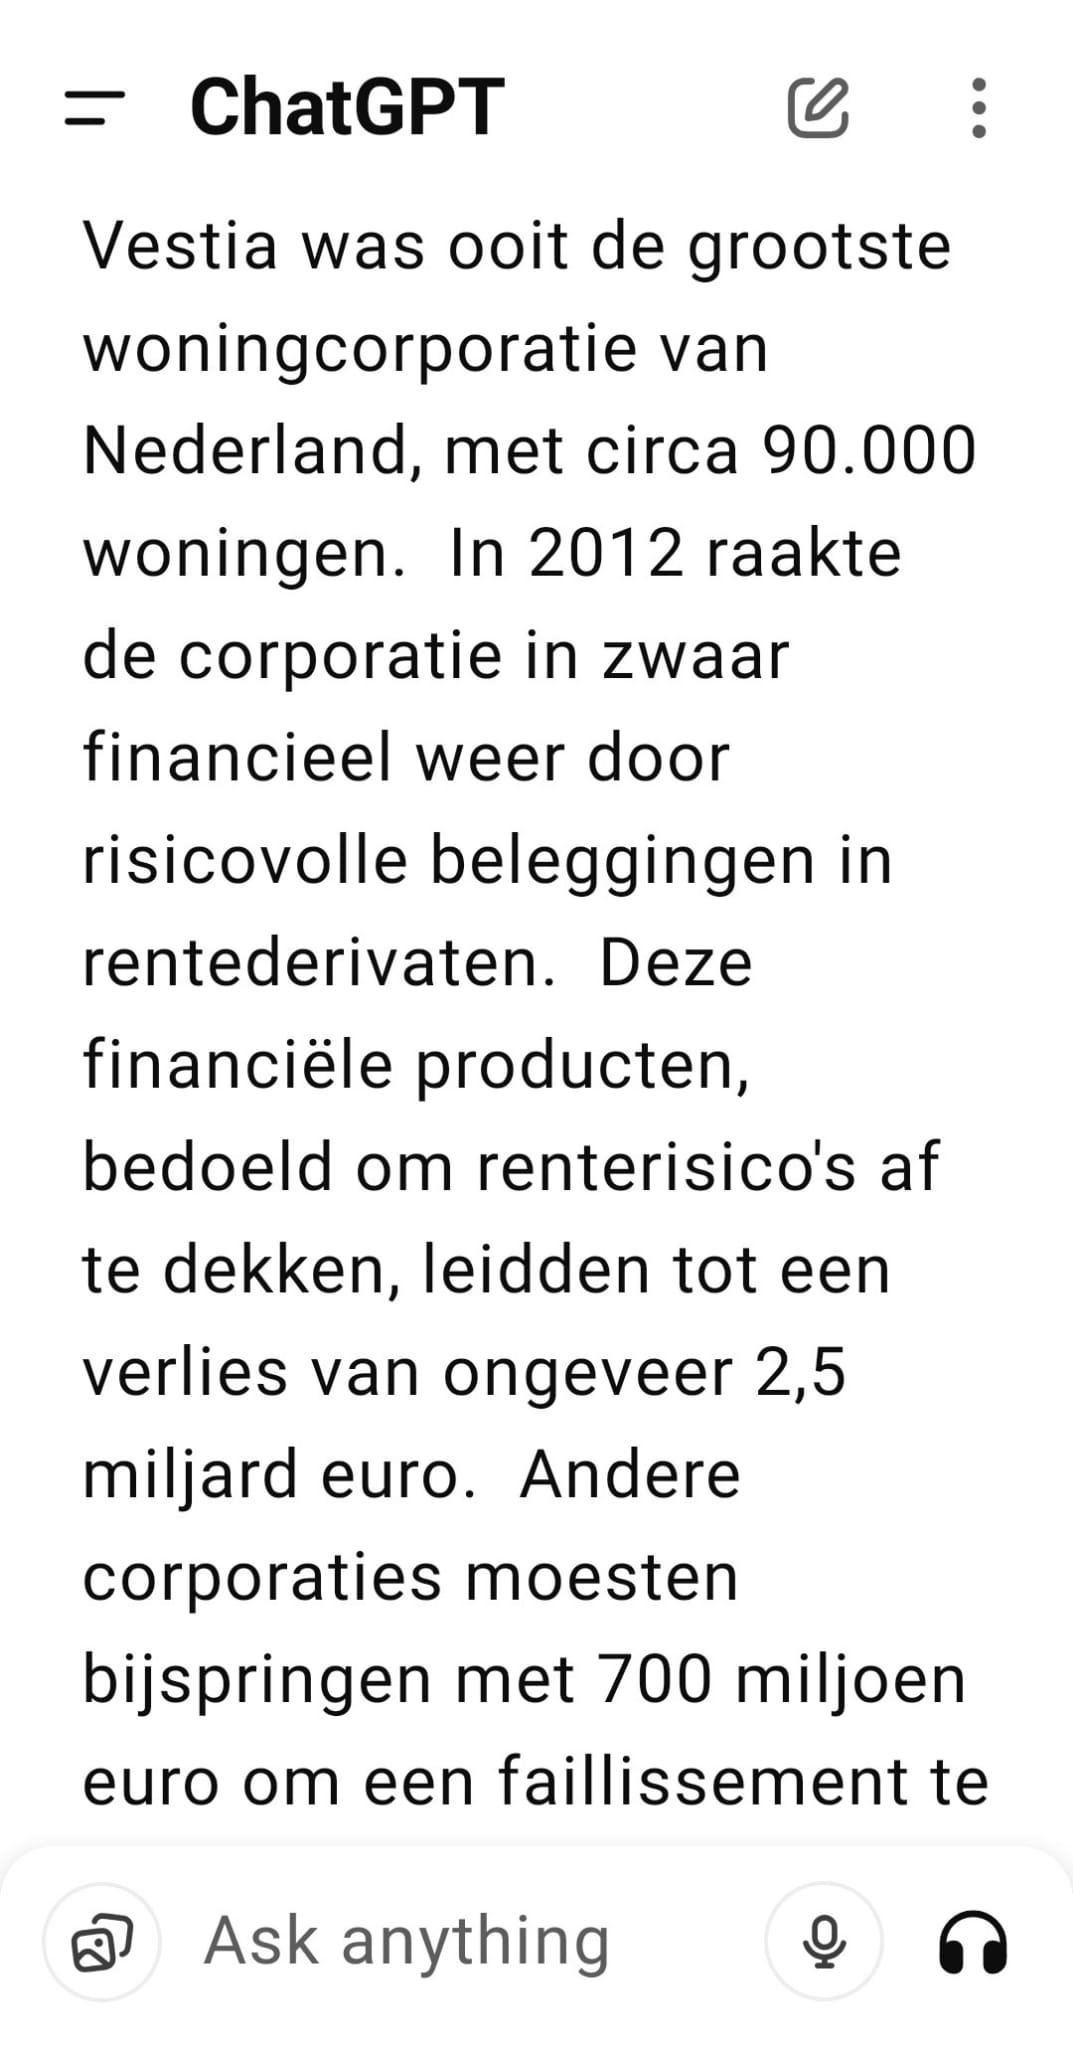 ChatGPT
Vestia was ooit de grootste
woningcorporatie van
Nederland, met circa 90.000
woningen.  In 2012 raakte
de corporatie in zwaar
financieel weer door
risicovolle beleggingen in
rentederivaten.  Deze
financiële producten,
bedoeld om renterisico's af
te dekken, leidden tot een
verlies van ongeveer 2,5
miljard euro.  Andere
corporaties moesten
bijspringen met 700 miljoen
euro om een faillissement te
Ask anything